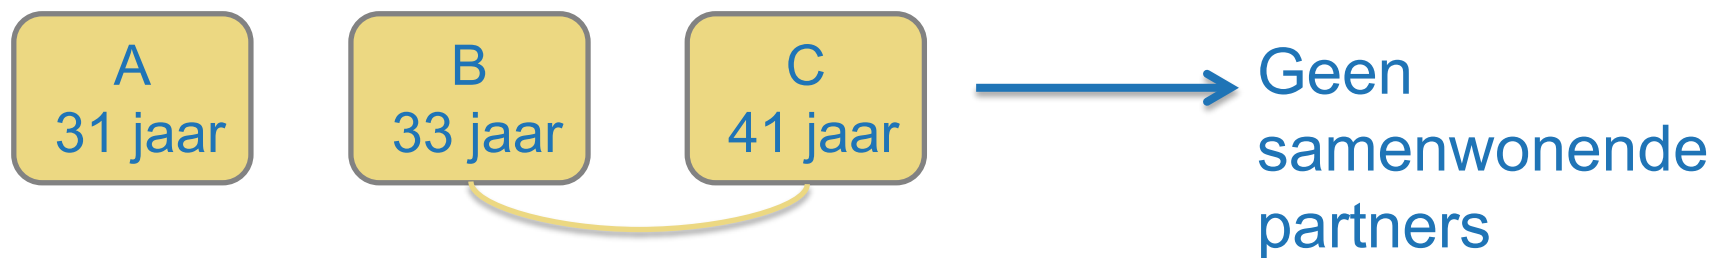 A
31 jaar
B
33 jaar
C
41 jaar
Geen
samenwonende
partners